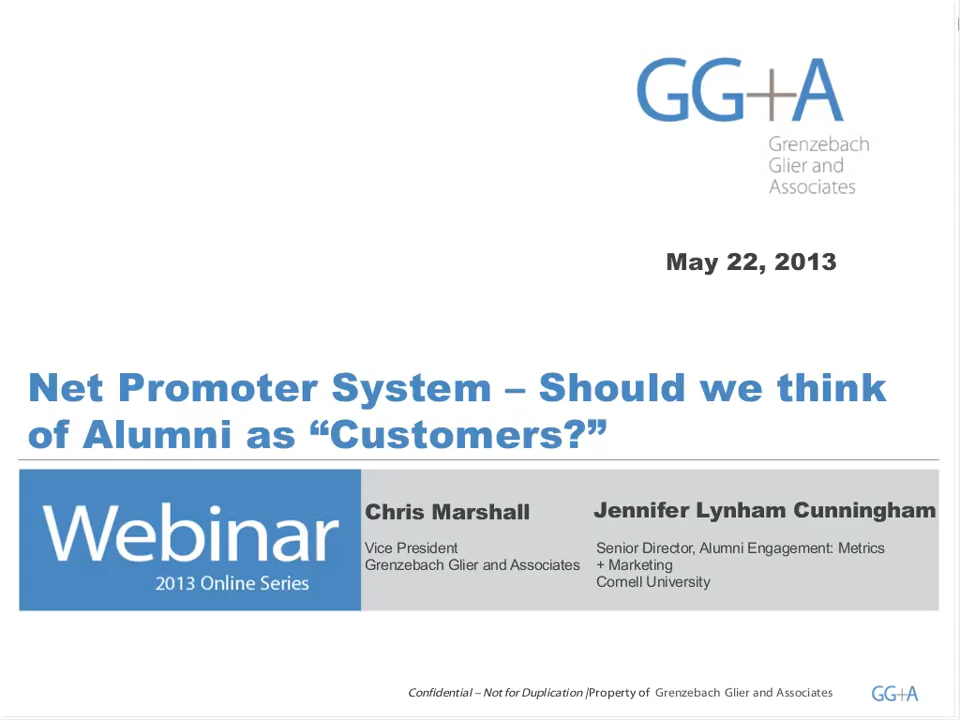 GG+A
Grenzebach
Glier and
Associates
May 22, 2013
Net Promoter System – Should we think
of Alumni as “Customers?”
Webinar
2013 Online Series
Chris Marshall
Vice President
Grenzebach Glier and Associates
Jennifer Lynham Cunningham
Senior Director, Alumni Engagement: Metrics
+ Marketing
Cornell University
Confidential – Not for Duplication |Property of Grenzebach Glier and Associates
GG+A